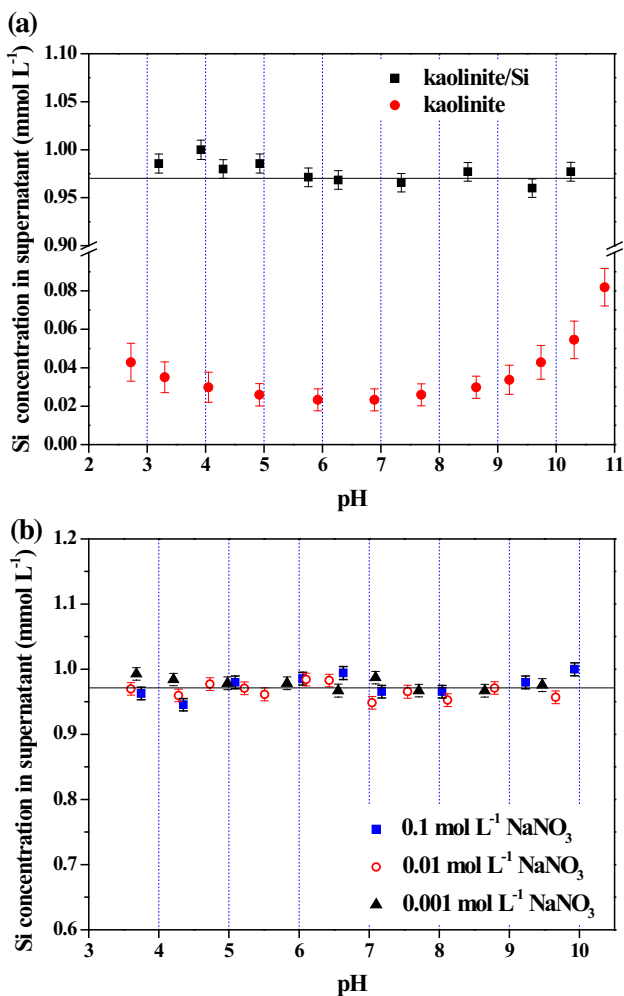 (a)
Si concentration in supernatant (mmol L⁻¹)
1.10
1.05
1.00
0.95
0.90
0.08
0.06
0.04
0.02
0.00
kaolinite/Si
kaolinite
2 3 4 5 6 7 8 9 10 11
pH
(b)
Si concentration in supernatant (mmol L⁻¹)
1.2
1.1
1.0
0.9
0.8
0.7
0.6
0.1 mol L⁻¹ NaNO₃
0.01 mol L⁻¹ NaNO₃
0.001 mol L⁻¹ NaNO₃
3 4 5 6 7 8 9 10
pH